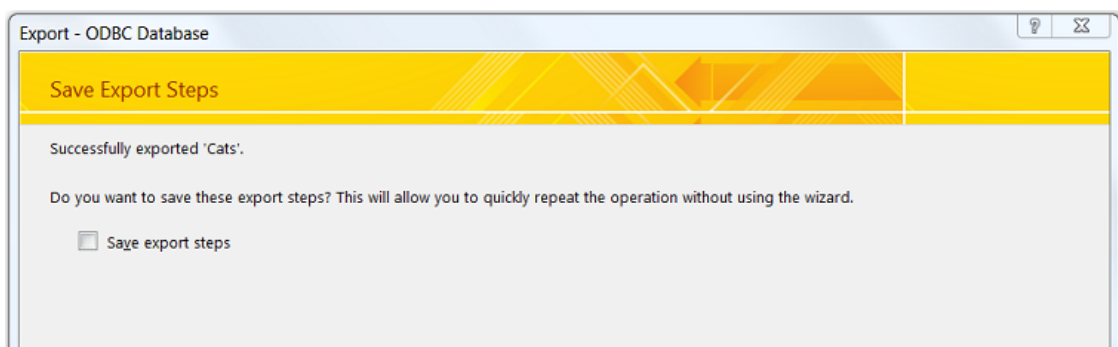 Export - ODBC Database
Save Export Steps
Successfully exported 'Cats'.
Do you want to save these export steps? This will allow you to quickly repeat the operation without using the wizard.
Save export steps